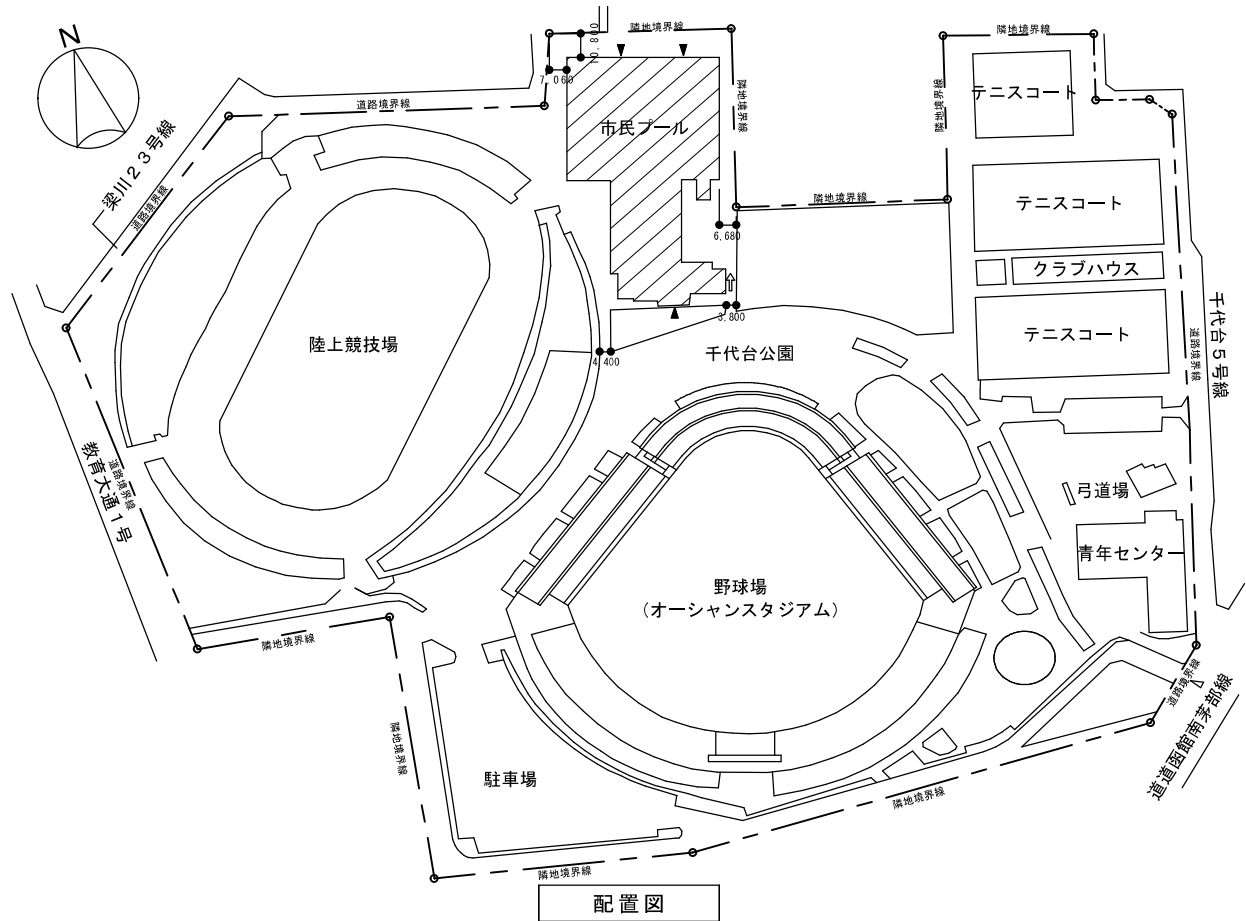 N
10,800
隣地境界線
隣地境界線
7,060
道路境界線
隣地境界線
隣地境界線
テニスコート
市民プール
梁川23号線
道路境界線
隣地境界線
テニスコート
6,680
クラブハウス
3,800
テニスコート
千代台5号線
道路境界線
陸上競技場
4,400
千代台公園
教育大通1号
道路境界線
弓道場
青年センター
野球場
(オーシャンスタジアム)
隣地境界線
道路境界線
道道函館南茅部線
隣地境界線
駐車場
隣地境界線
隣地境界線
配置図